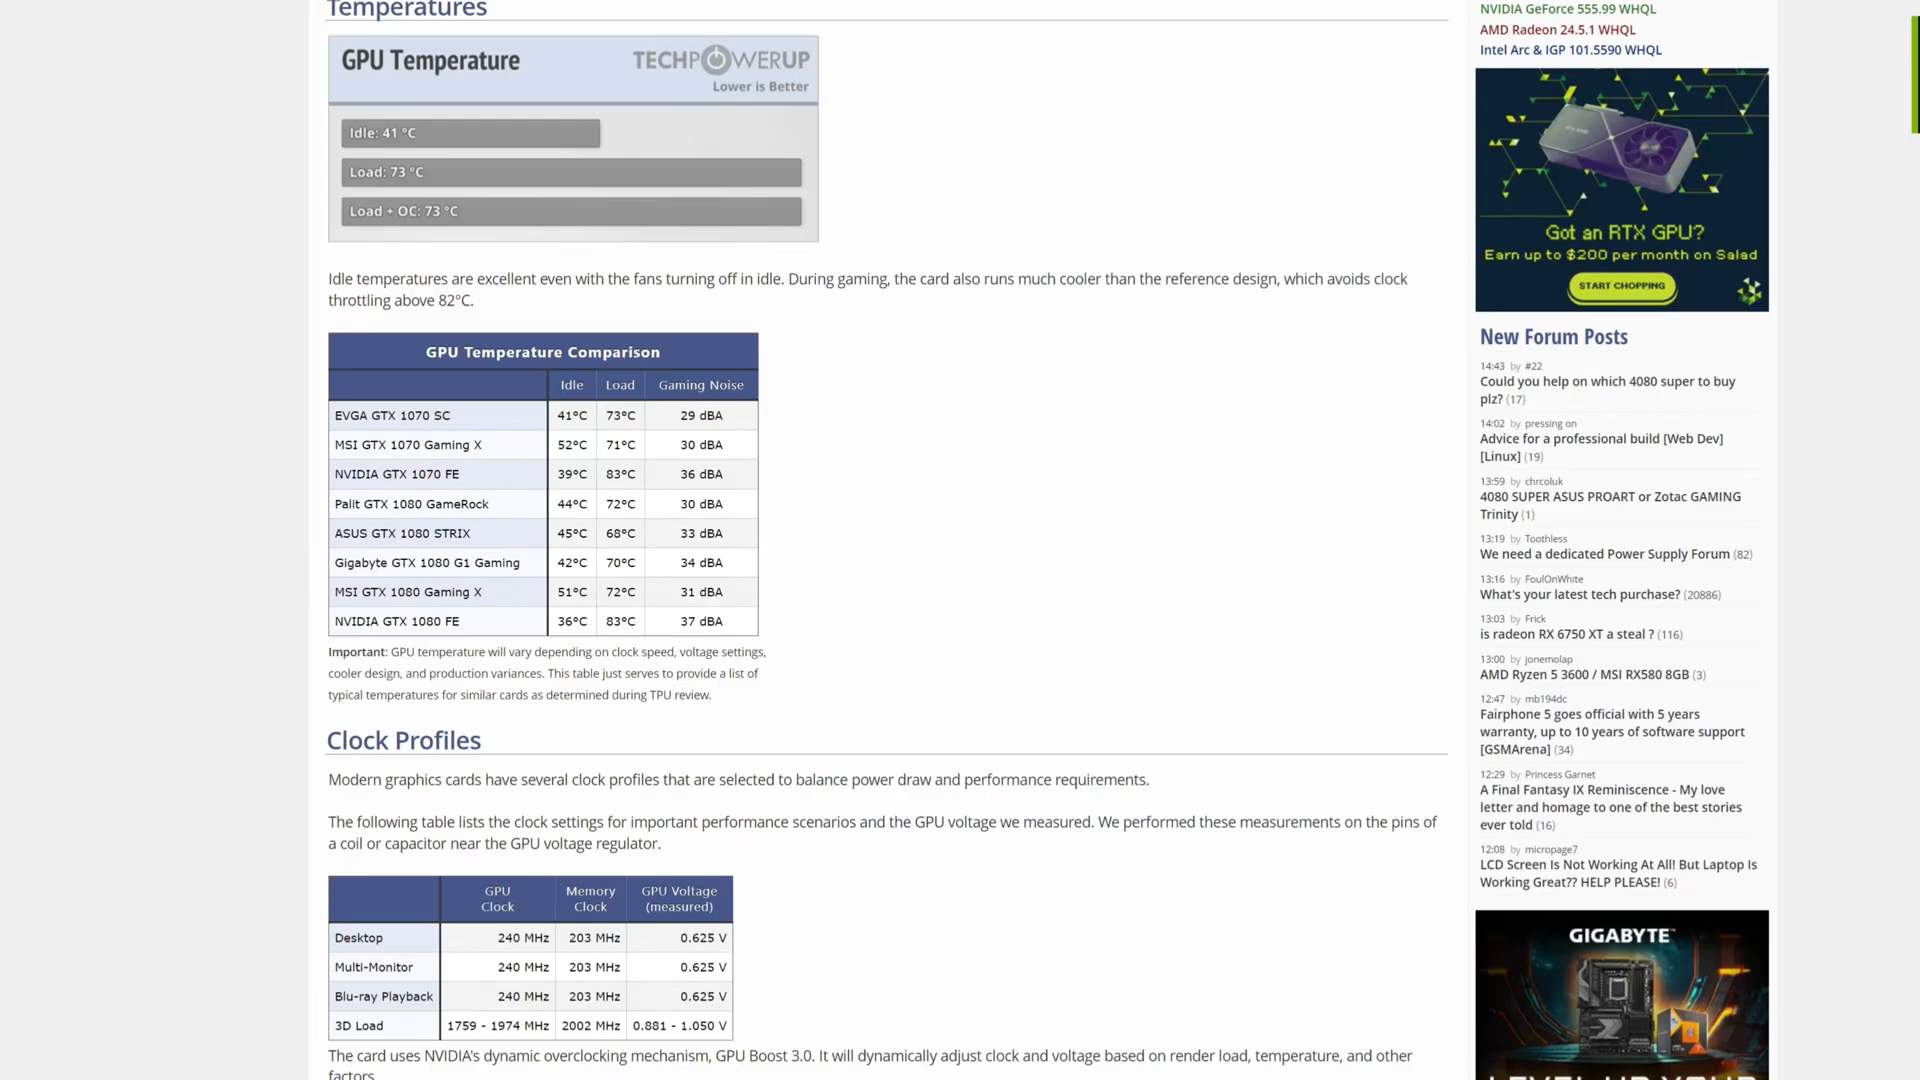 Temperatures
GPU Temperature
TECHPOWERUP
Lower is Better
Idle: 41 °C
Load: 73 °C
Load + OC: 73 °C
Idle temperatures are excellent even with the fans turning off in idle. During gaming, the card also runs much cooler than the reference design, which avoids clock
throttling above 82°C.
GPU Temperature Comparison
Idle Load Gaming Noise
EVGA GTX 1070 SC 41°C 73°C 29 dBA
MSI GTX 1070 Gaming X 52°C 71°C 30 dBA
NVIDIA GTX 1070 FE 39°C 83°C 36 dBA
Palit GTX 1080 GameRock 44°C 72°C 30 dBA
ASUS GTX 1080 STRIX 45°C 68°C 33 dBA
Gigabyte GTX 1080 G1 Gaming 42°C 70°C 34 dBA
MSI GTX 1080 Gaming X 51°C 72°C 31 dBA
NVIDIA GTX 1080 FE 36°C 83°C 37 dBA
Important: GPU temperature will vary depending on clock speed, voltage settings,
cooler design, and production variances. This table just serves to provide a list of
typical temperatures for similar cards as determined during TPU review.
Clock Profiles
Modern graphics cards have several clock profiles that are selected to balance power draw and performance requirements.
The following table lists the clock settings for important performance scenarios and the GPU voltage we measured. We performed these measurements on the pins of
a coil or capacitor near the GPU voltage regulator.
GPU Memory GPU Voltage
Clock Clock (measured)
Desktop 240 MHz 203 MHz 0.625 V
Multi-Monitor 240 MHz 203 MHz 0.625 V
Blu-ray Playback 240 MHz 203 MHz 0.625 V
3D Load 1759 - 1974 MHz 2002 MHz 0.881 - 1.050 V
The card uses NVIDIA's dynamic overclocking mechanism, GPU Boost 3.0. It will dynamically adjust clock and voltage based on render load, temperature, and other
factors.
NVIDIA GeForce 555.99 WHQL
AMD Radeon 24.5.1 WHQL
Intel Arc & IGP 101.5590 WHQL
Got an RTX GPU?
Earn up to $200 per month on Salad
START CHOPPING
New Forum Posts
14:43 by #22
Could you help on which 4080 super to buy
plz? (17)
14:02 by pressing on
Advice for a professional build [Web Dev]
[Linux] (19)
13:59 by chrcoluk
4080 SUPER ASUS PROART or Zotac GAMING
Trinity (1)
13:19 by Toothless
We need a dedicated Power Supply Forum (82)
13:16 by FoulOnWhite
What's your latest tech purchase? (20886)
13:03 by Frick
is radeon RX 6750 XT a steal ? (116)
13:00 by jonemolap
AMD Ryzen 5 3600 / MSI RX580 8GB (3)
12:47 by mb194dc
Fairphone 5 goes official with 5 years
warranty, up to 10 years of software support
[GSMArena] (34)
12:29 by Princess Garnet
A Final Fantasy IX Reminiscence - My love
letter and homage to one of the best stories
ever told (16)
12:08 by micropage7
LCD Screen Is Not Working At All! But Laptop Is
Working Great?? HELP PLEASE! (6)
GIGABYTE™
LEVEL UP YOUR